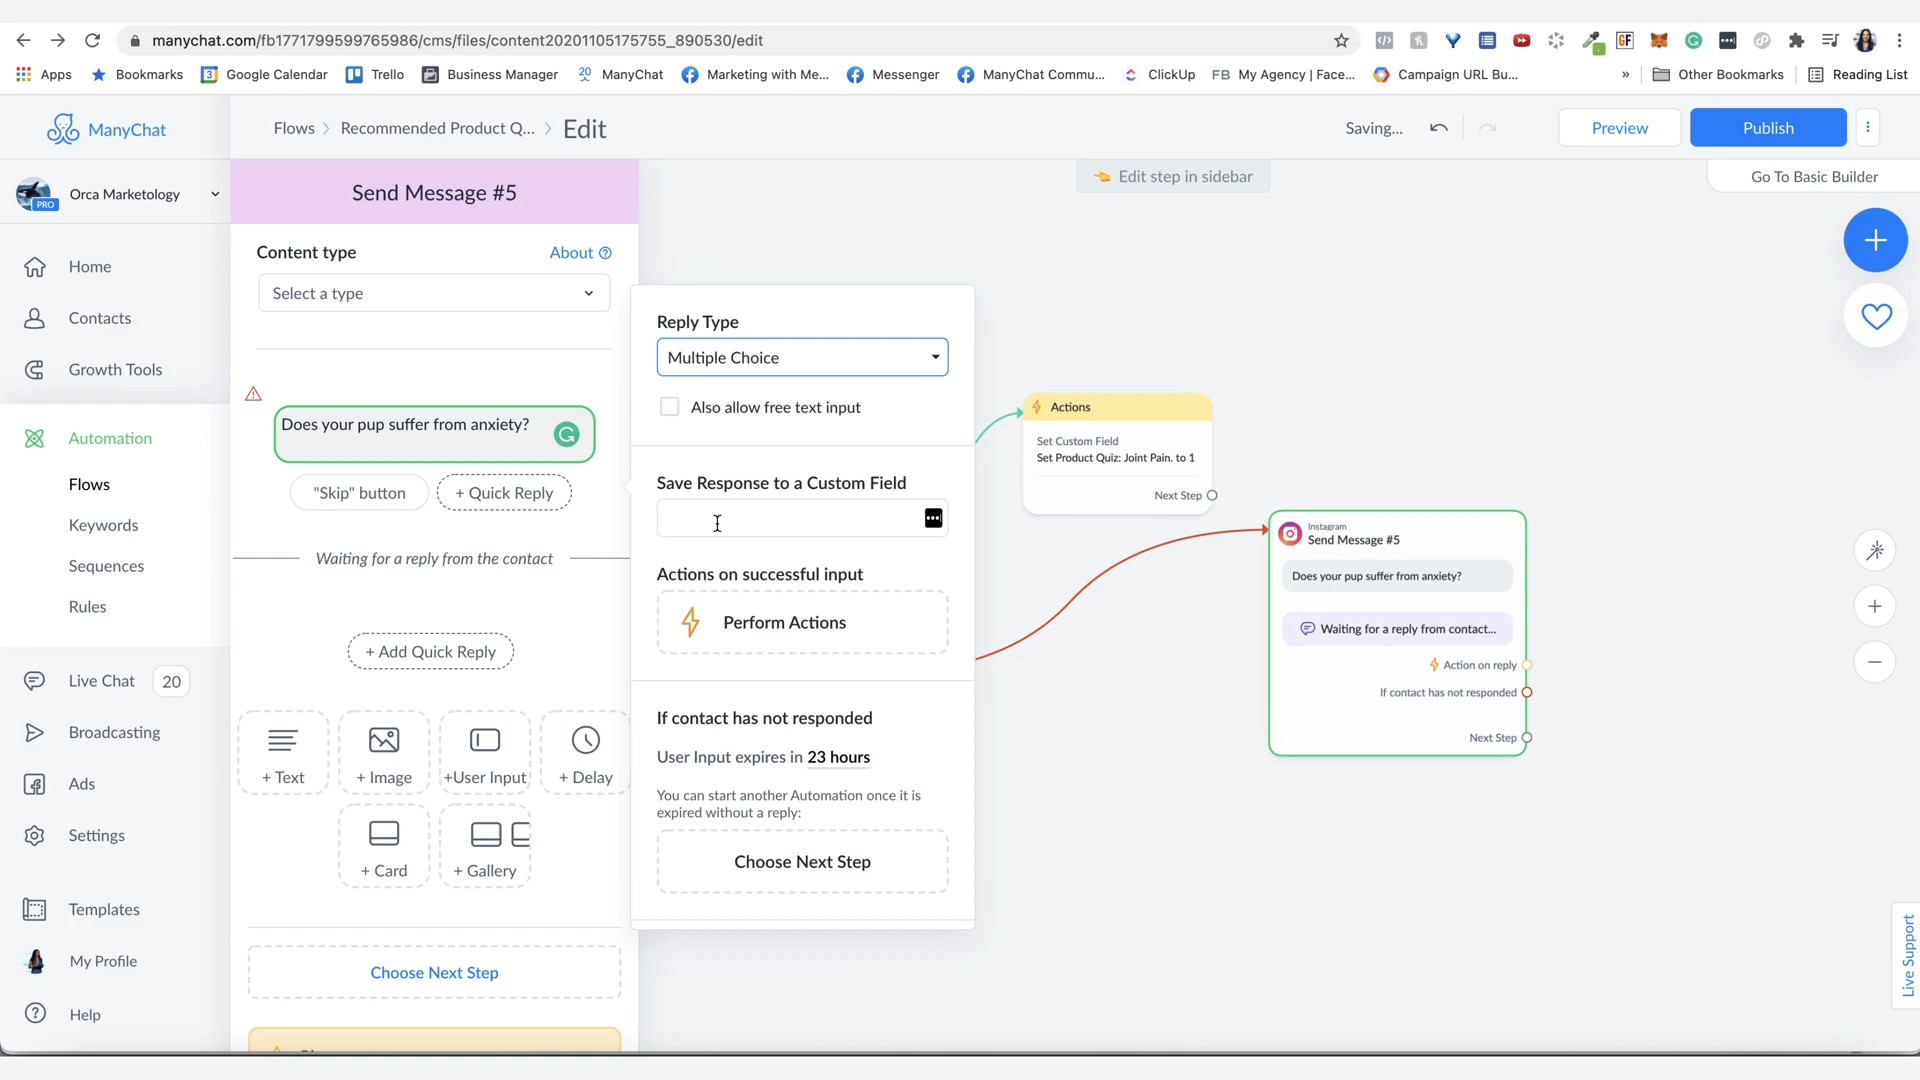 manychat.com/fb1771799599765986/cms/files/content20201105175755_890530/edit
Apps
Bookmarks
Google Calendar
Trello
Business Manager
ManyChat
Marketing with Me...
Messenger
ManyChat Commu...
ClickUp
FB My Agency | Face...
Campaign URL Bu...
»
Other Bookmarks
Reading List
ManyChat
Flows > Recommended Product Q... > Edit
Saving...
Preview
Publish
PRO
Orca Marketology
Send Message #5
Edit step in sidebar
Go To Basic Builder
Home
Contacts
Growth Tools
Automation
Flows
Keywords
Sequences
Rules
Live Chat 20
Broadcasting
Ads
Settings
Templates
My Profile
Help
Content type
About
Select a type
Does your pup suffer from anxiety?
"Skip" button
+ Quick Reply
Waiting for a reply from the contact
+ Add Quick Reply
+ Text
+ Image
+User Input
+ Delay
+ Card
+ Gallery
Choose Next Step
Reply Type
Multiple Choice
Also allow free text input
Save Response to a Custom Field
Actions on successful input
Perform Actions
If contact has not responded
User Input expires in 23 hours
You can start another Automation once it is
expired without a reply:
Choose Next Step
Actions
Set Custom Field
Set Product Quiz: Joint Pain. to 1
Next Step
Instagram
Send Message #5
Does your pup suffer from anxiety?
Waiting for a reply from contact...
Action on reply
If contact has not responded
Next Step
Live Support